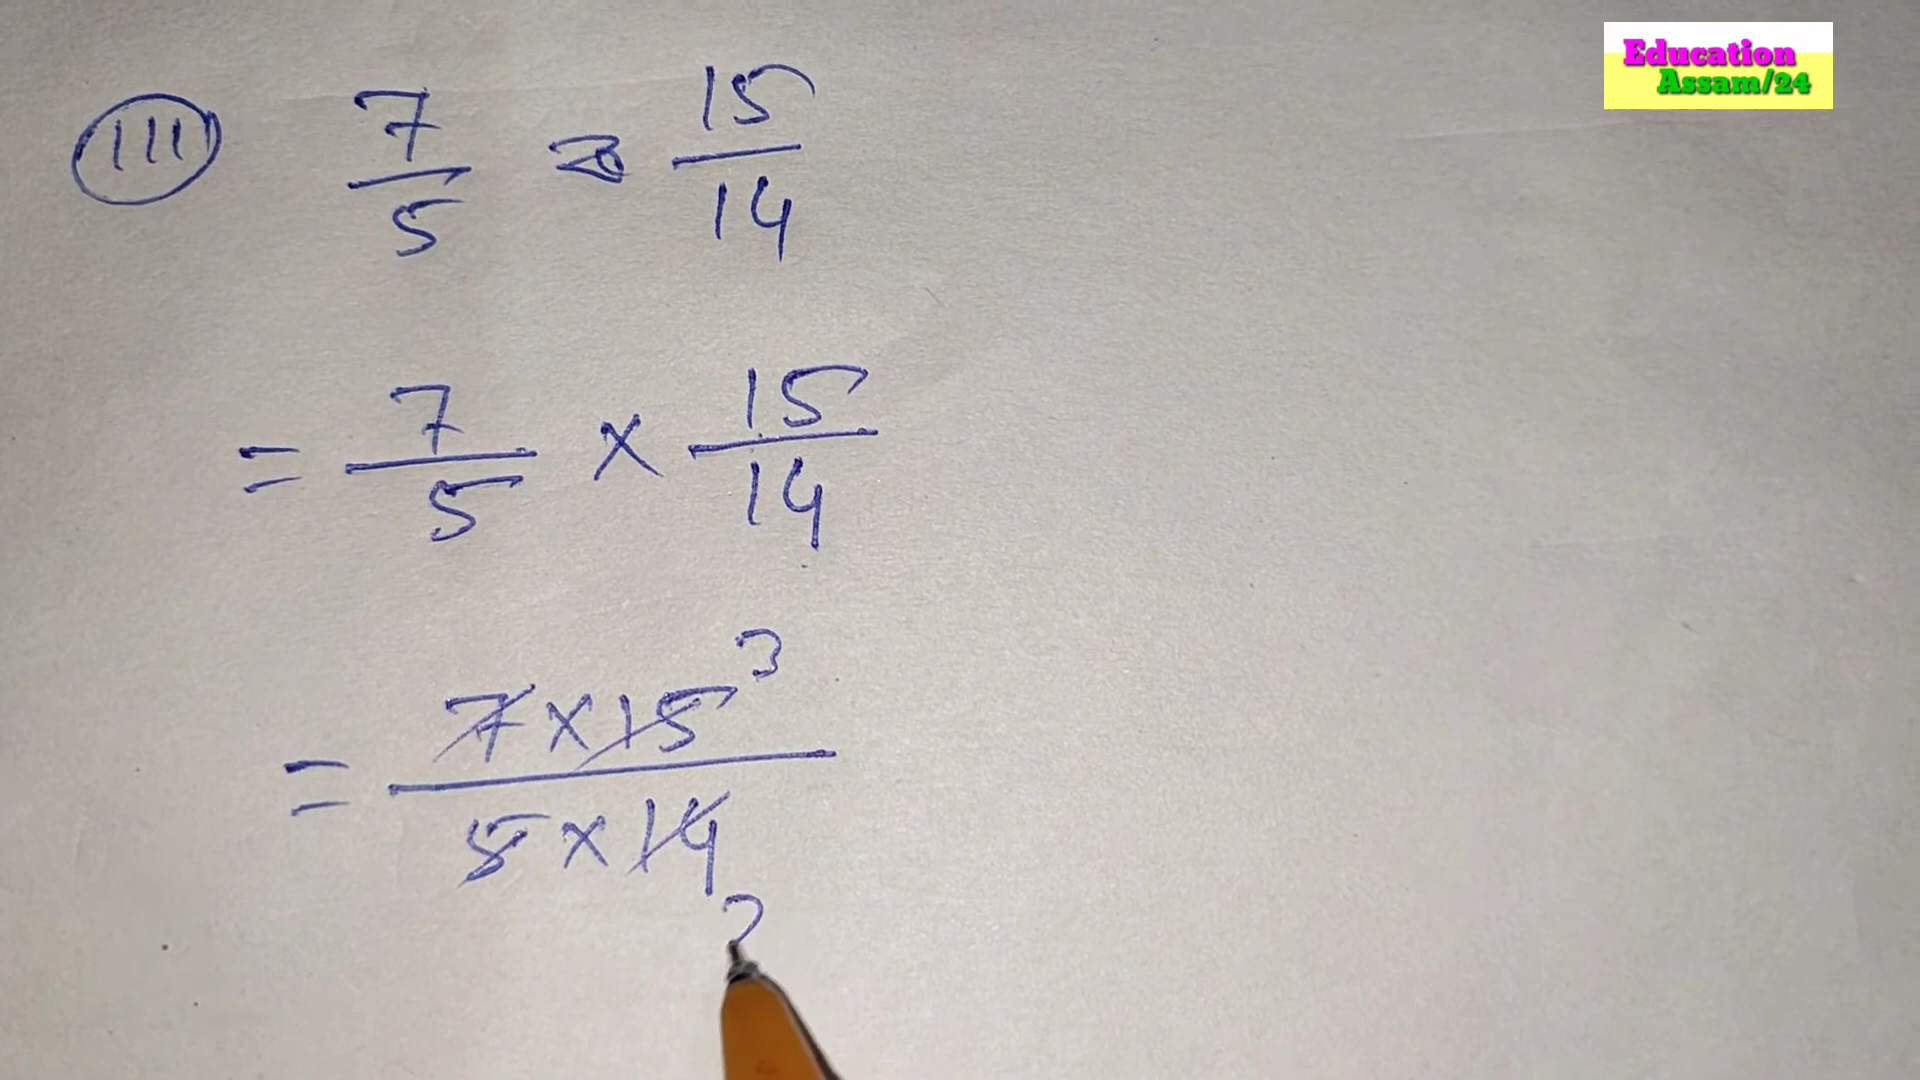 Education
Assam/24
(III) 7/5 র 15/14
= 7/5 × 15/14
= 7×15 3 / 5×14 2